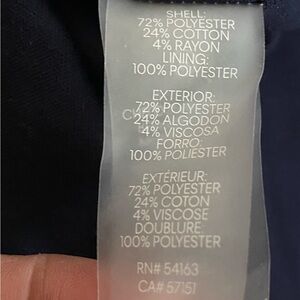 SHELL:
72% POLYESTER
24% COTTON
4% RAYON
LINING:
100% POLYESTER
EXTERIOR:
72% POLYESTER
24% ALGODON
4% VISCOSA
FORRO:
100% POLIESTER
EXTÉRIEUR:
72% POLYESTER
24% COTON
4% VISCOSE
DOUBLURE:
100% POLYESTER
RN# 54163
CA# 57151